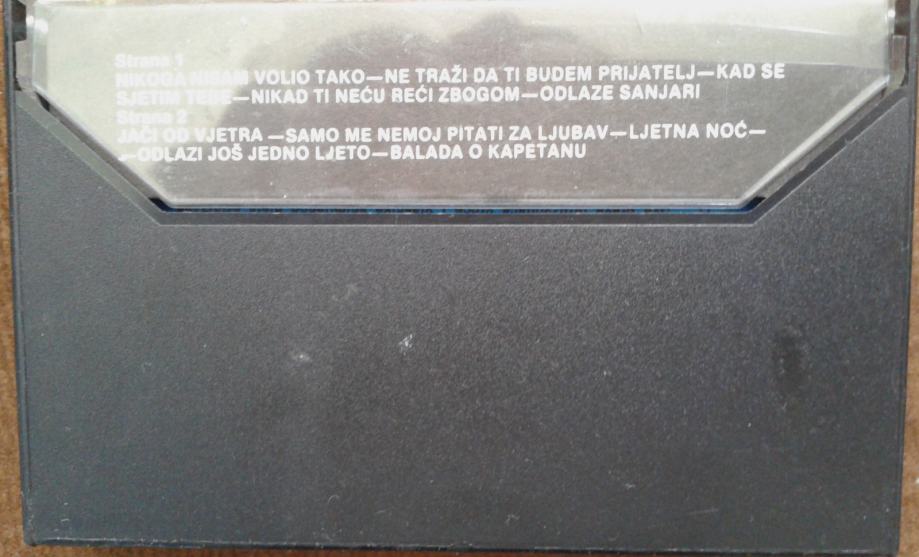 Strana 1
NIKOGA NISAM VOLIO TAKO—NE TRAŽI DA TI BUDEM PRIJATELJ—KAD SE
SJETIM TEBE—NIKAD TI NEĆU REĆI ZBOGOM—ODLAZE SANJARI
Strana 2
JAČI OD VJETRA —SAMO ME NEMOJ PITATI ZA LJUBAV—LJETNA NOĆ—
—ODLAZI JOŠ JEDNO LJETO—BALADA O KAPETANU